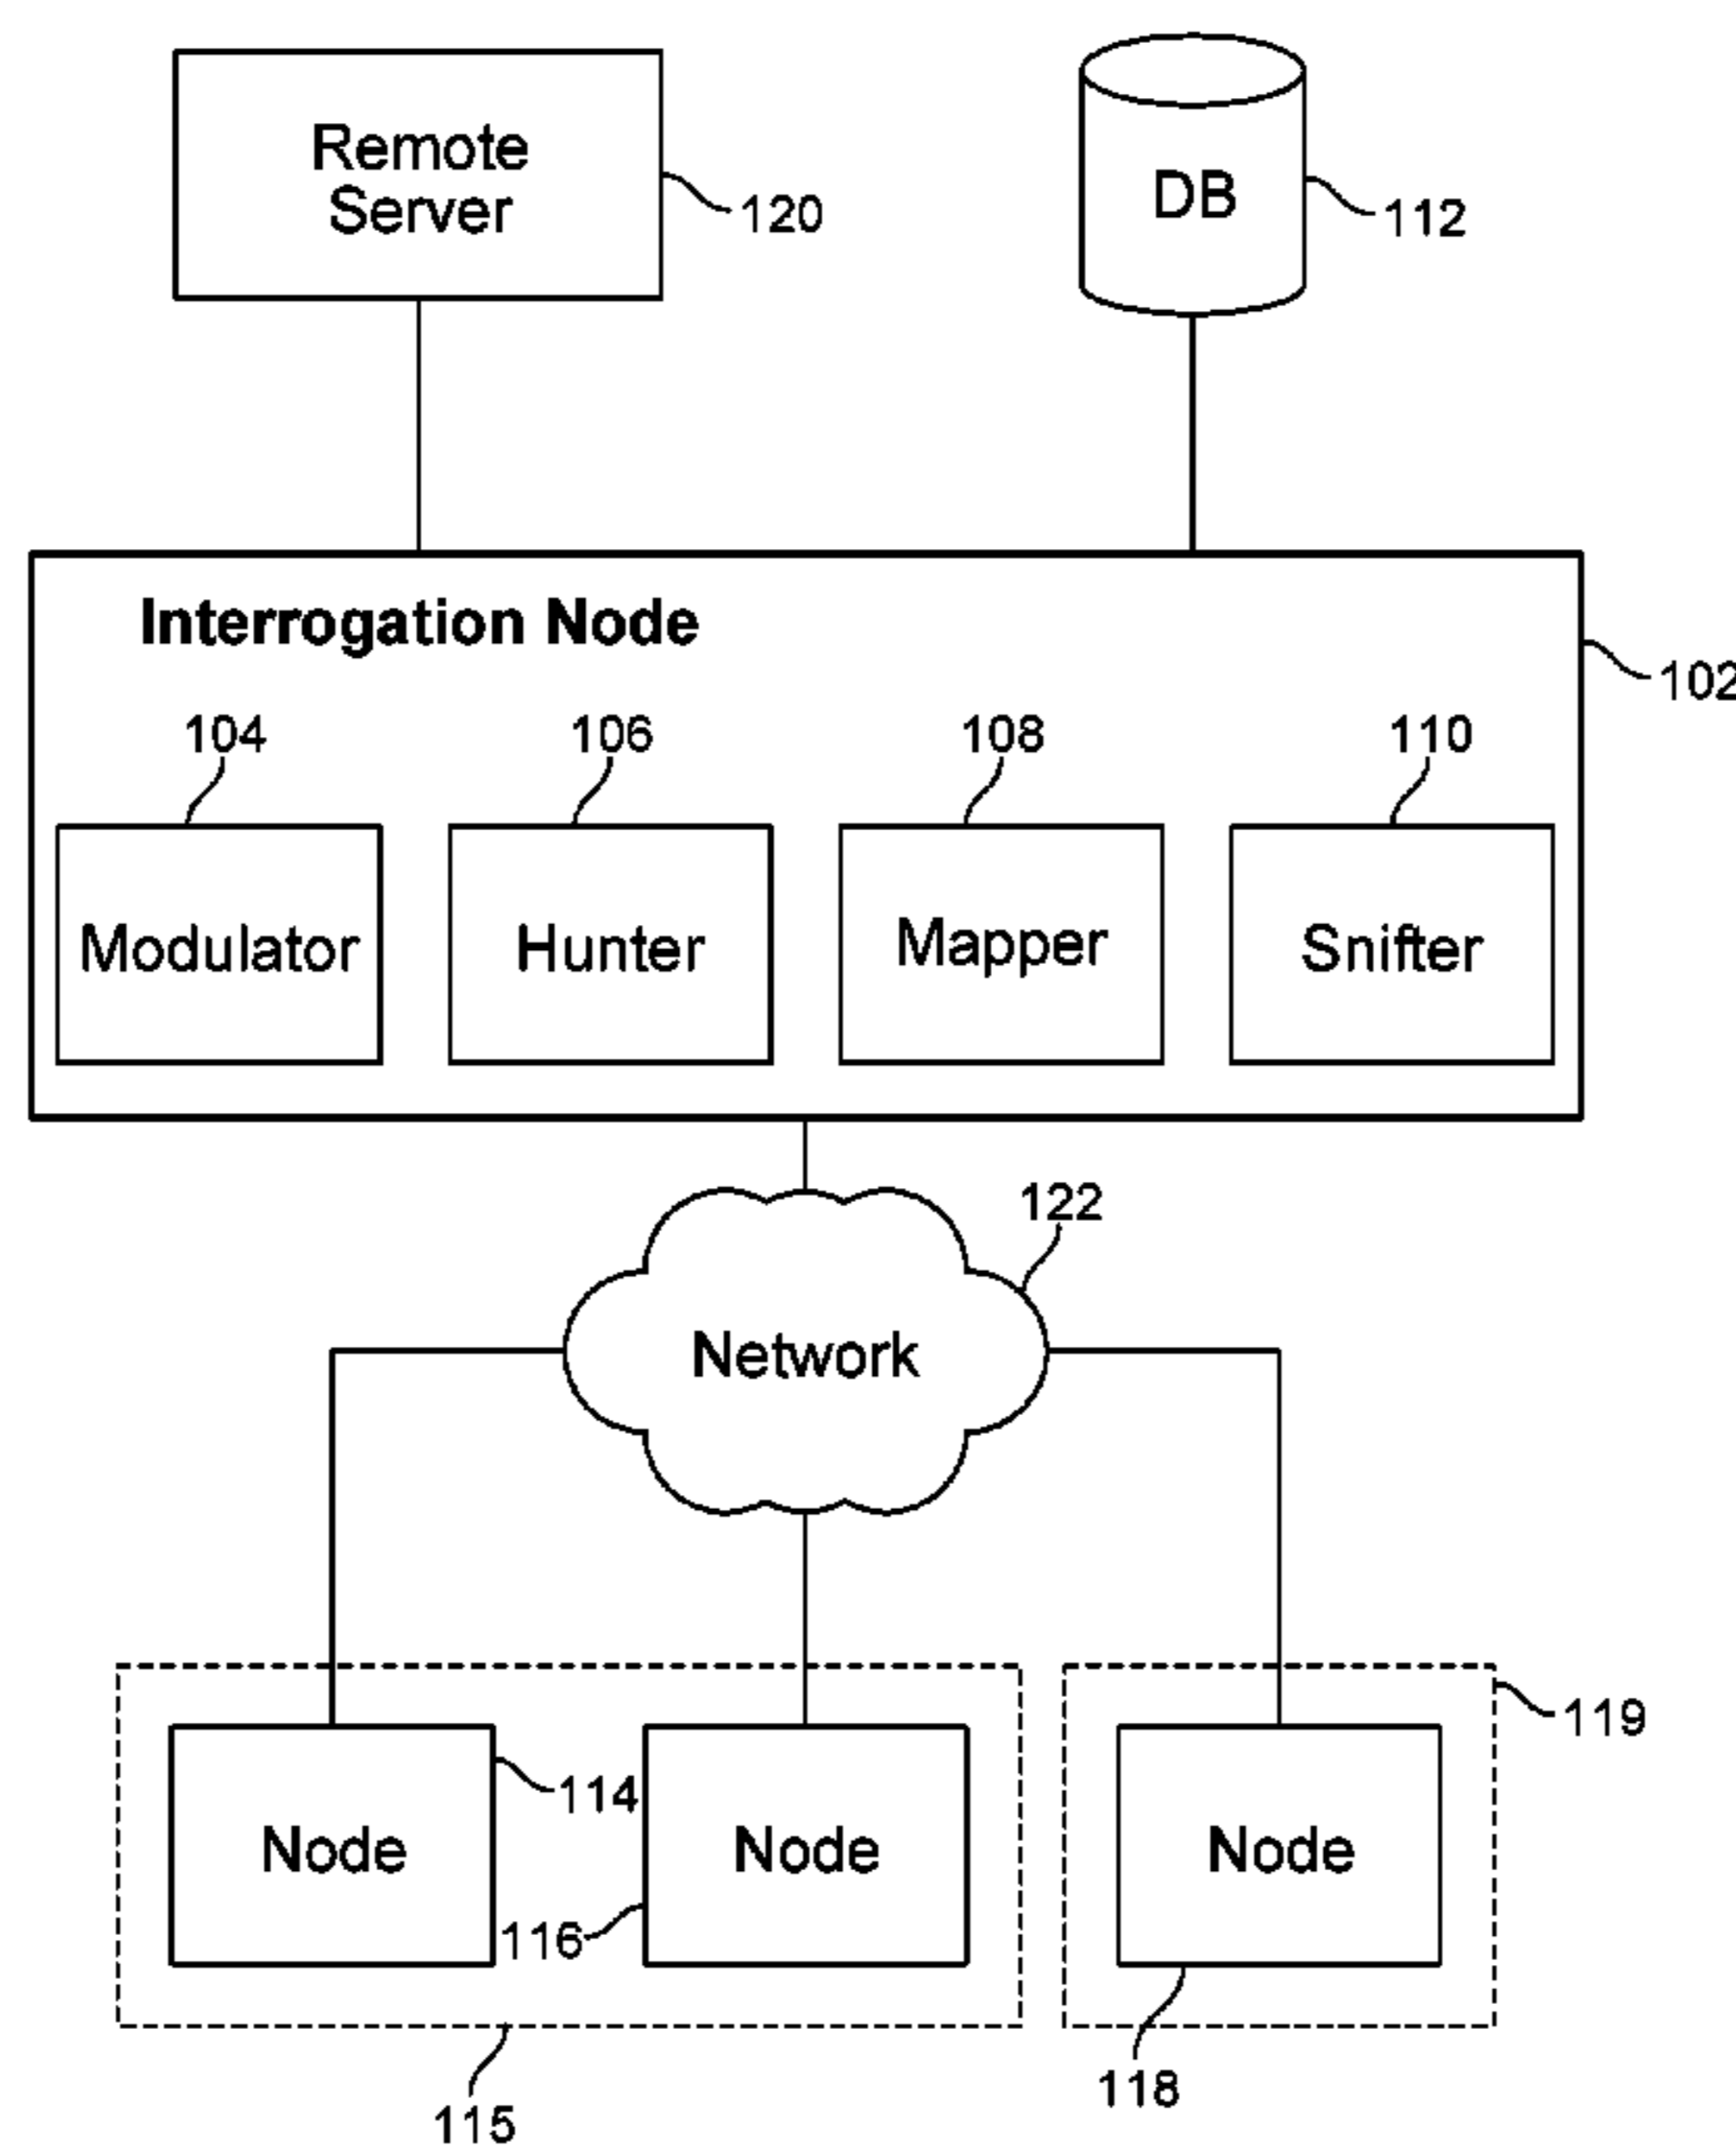 Remote
Server
120
DB
112
Interrogation Node
102
104
106
108
110
Modulator
Hunter
Mapper
Snifter
122
Network
119
114
Node
Node
Node
116
118
115